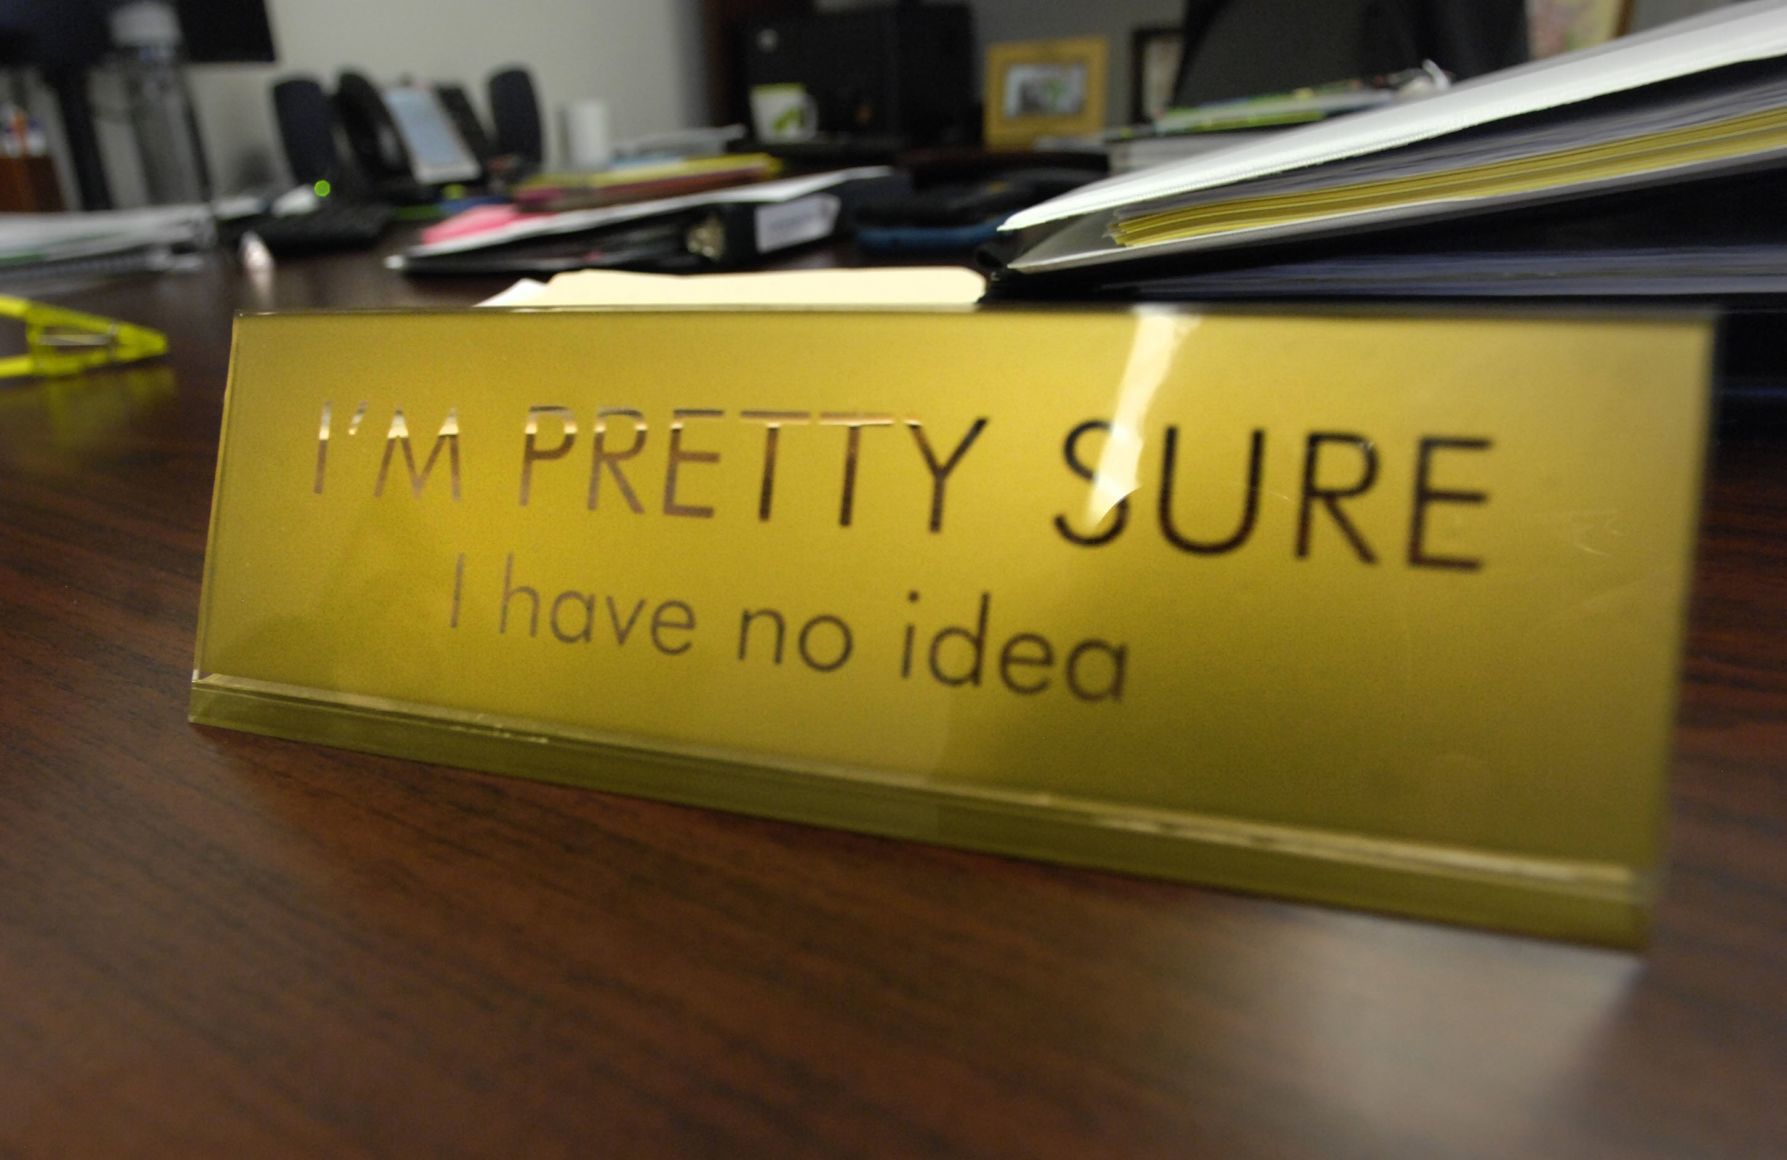 I'M PRETTY SURE
I have no idea